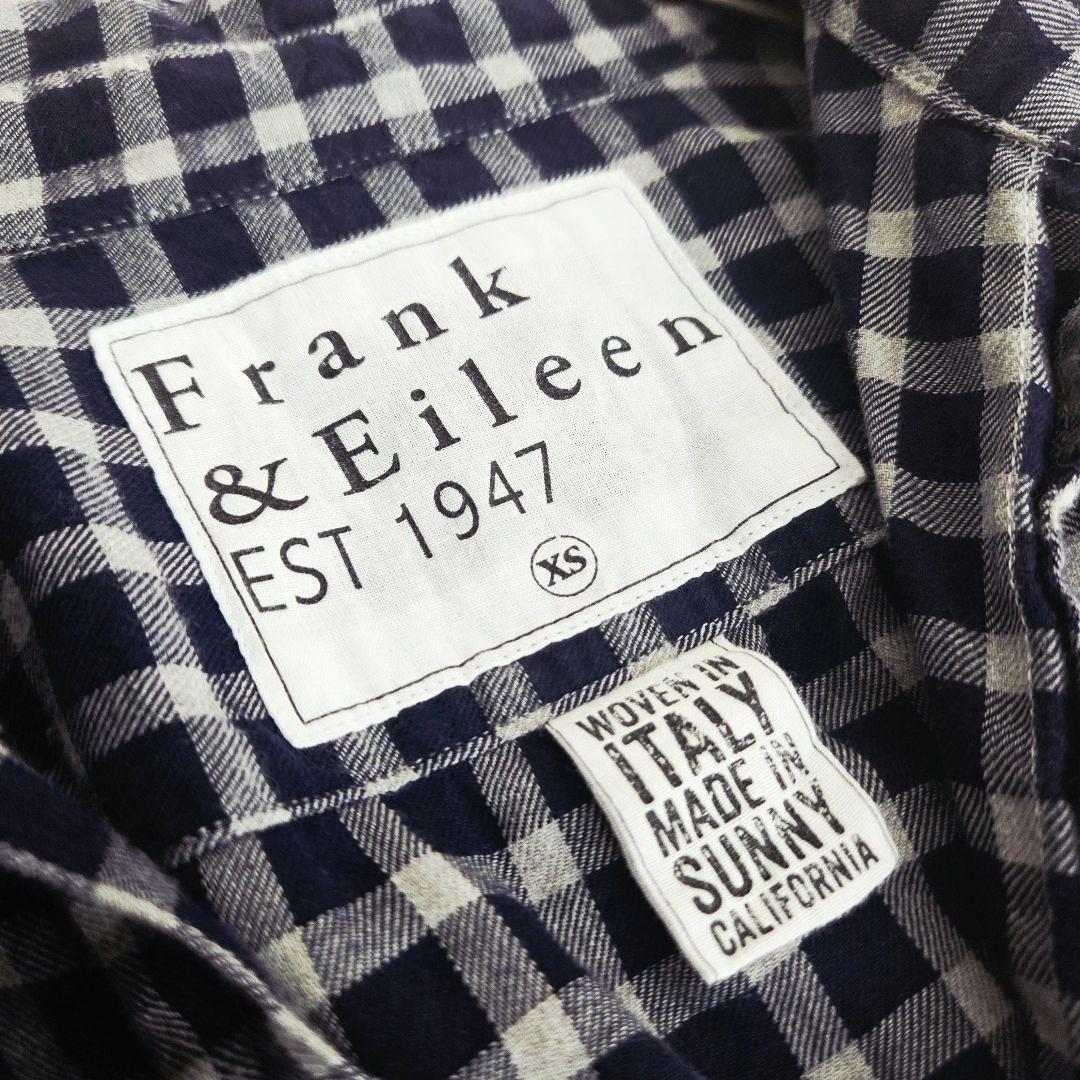 Frank
& Eileen
EST 1947
XS
WOVEN IN
ITALY
MADE IN
SUNNY
CALIFORNIA